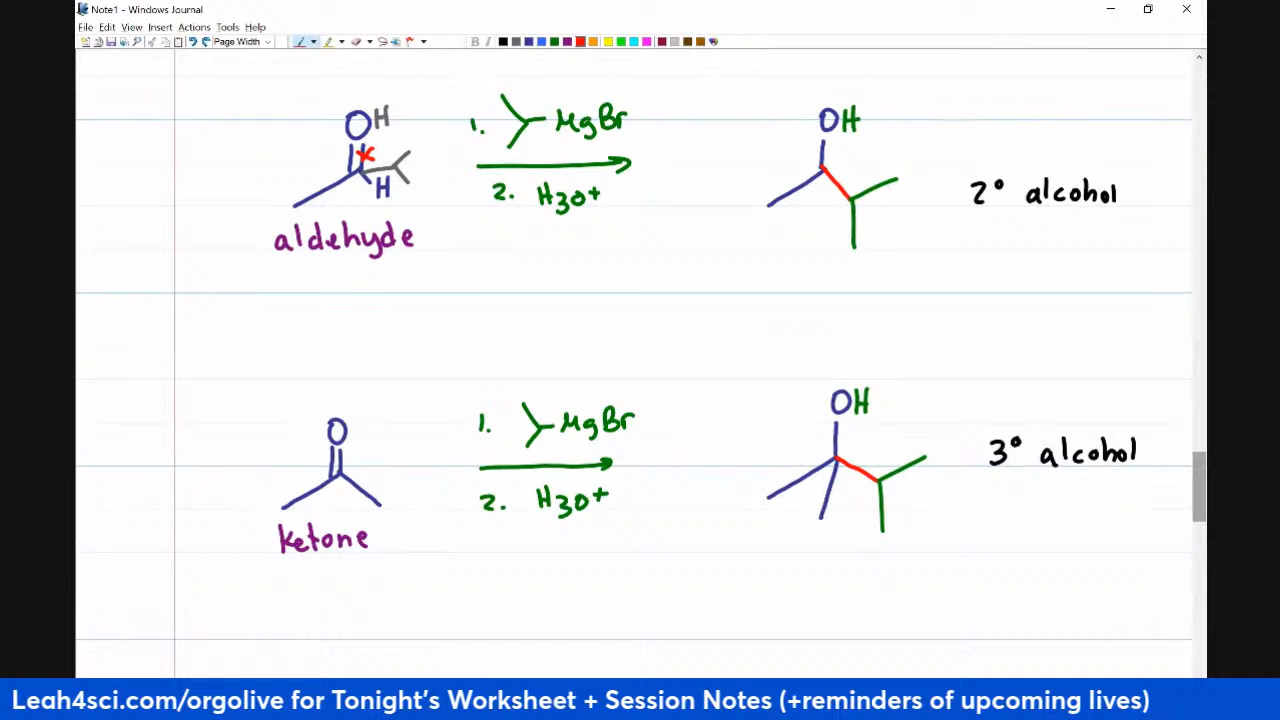 Note1 - Windows Journal
File Edit View Insert Actions Tools Help
Page Width B I
OH
H
aldehyde
1. MgBr
2. H3O+
OH
2° alcohol
O
ketone
1. MgBr
2. H3O+
OH
3° alcohol
Leah4sci.com/orgolive for Tonight's Worksheet + Session Notes (+reminders of upcoming lives)